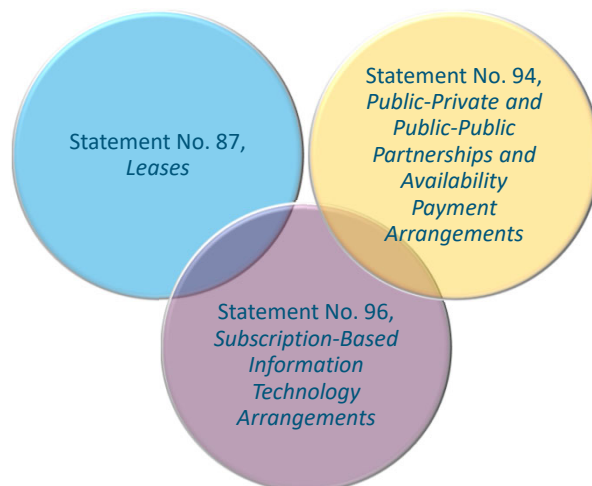 Statement No. 87,
Leases
Statement No. 94,
Public-Private and
Public-Public
Partnerships and
Availability
Payment
Arrangements
Statement No. 96,
Subscription-Based
Information
Technology
Arrangements